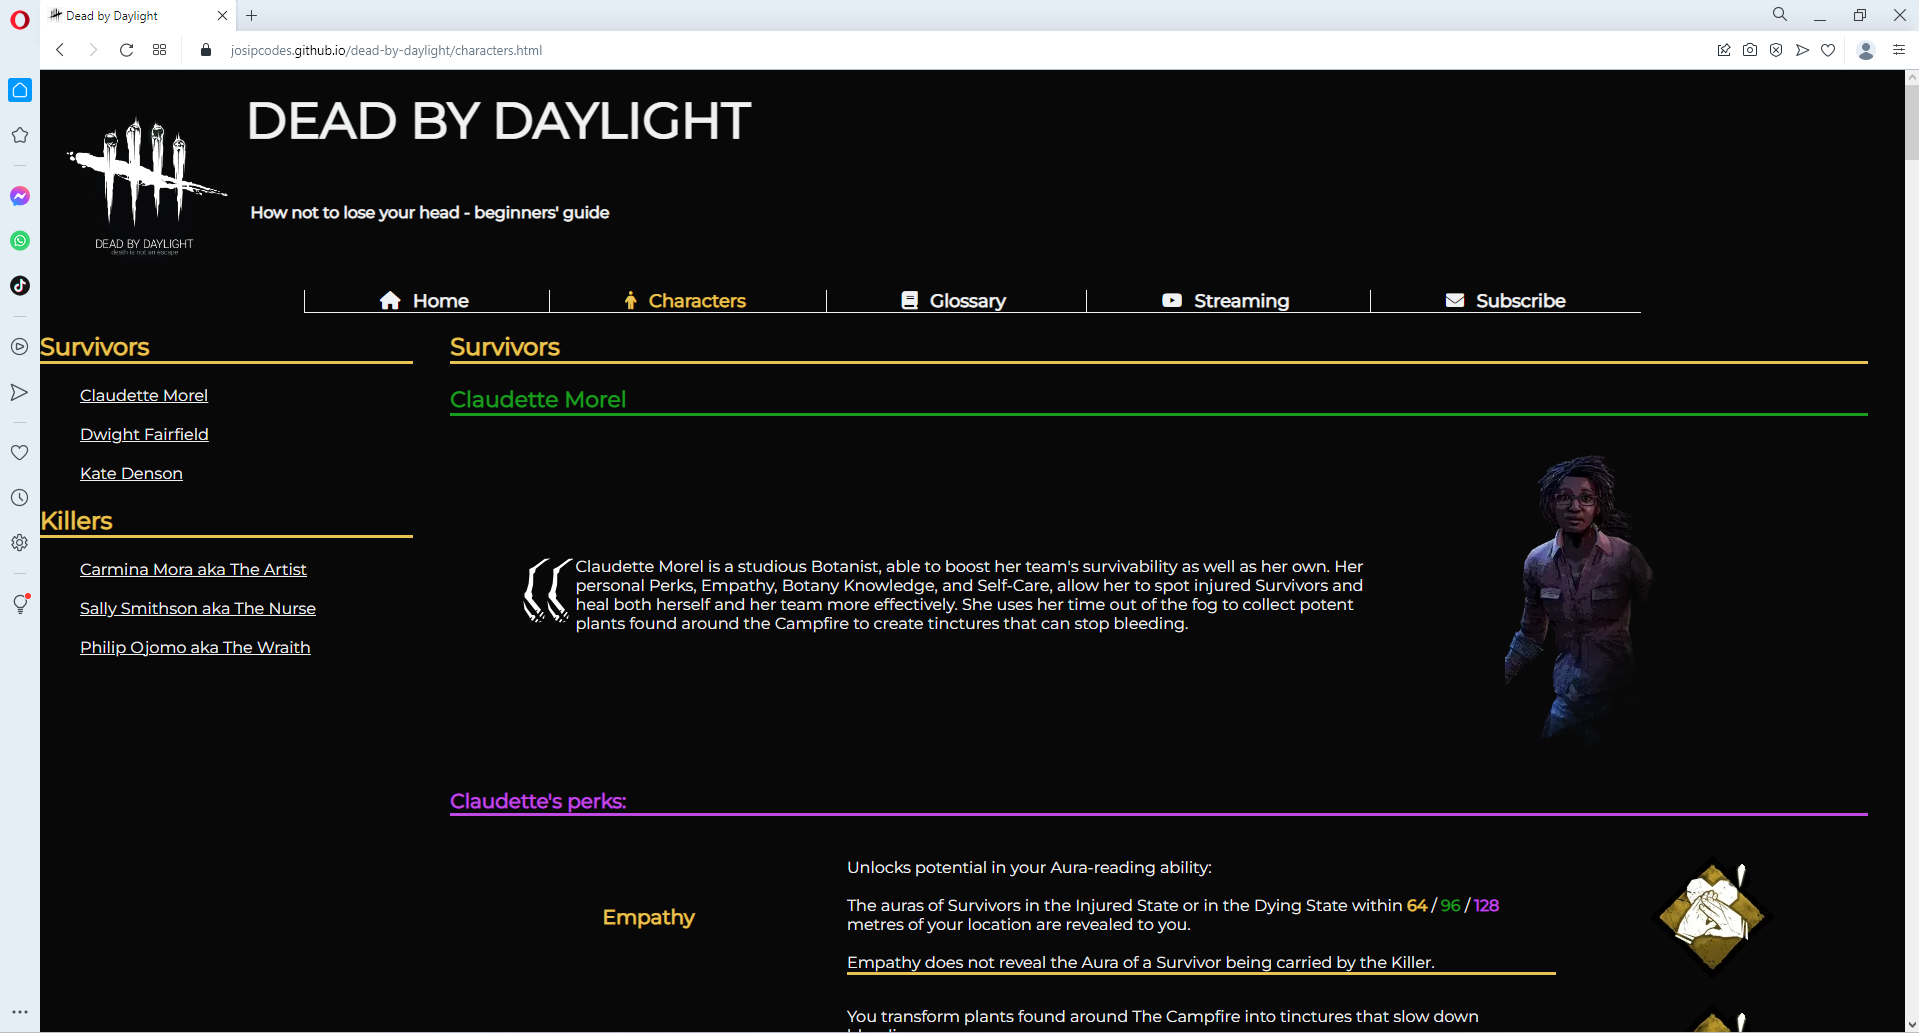 Dead by Daylight
josipcodes.github.io/dead-by-daylight/characters.html
DEAD BY DAYLIGHT
How not to lose your head - beginners' guide
DEAD BY DAYLIGHT
death is not an escape
Home
Characters
Glossary
Streaming
Subscribe
Survivors
Claudette Morel
Dwight Fairfield
Kate Denson
Killers
Carmina Mora aka The Artist
Sally Smithson aka The Nurse
Philip Ojomo aka The Wraith
Survivors
Claudette Morel
Claudette Morel is a studious Botanist, able to boost her team's survivability as well as her own. Her
personal Perks, Empathy, Botany Knowledge, and Self-Care, allow her to spot injured Survivors and
heal both herself and her team more effectively. She uses her time out of the fog to collect potent
plants found around the Campfire to create tinctures that can stop bleeding.
Claudette's perks:
Empathy
Unlocks potential in your Aura-reading ability:
The auras of Survivors in the Injured State or in the Dying State within 64 / 96 / 128
metres of your location are revealed to you.
Empathy does not reveal the Aura of a Survivor being carried by the Killer.
You transform plants found around The Campfire into tinctures that slow down